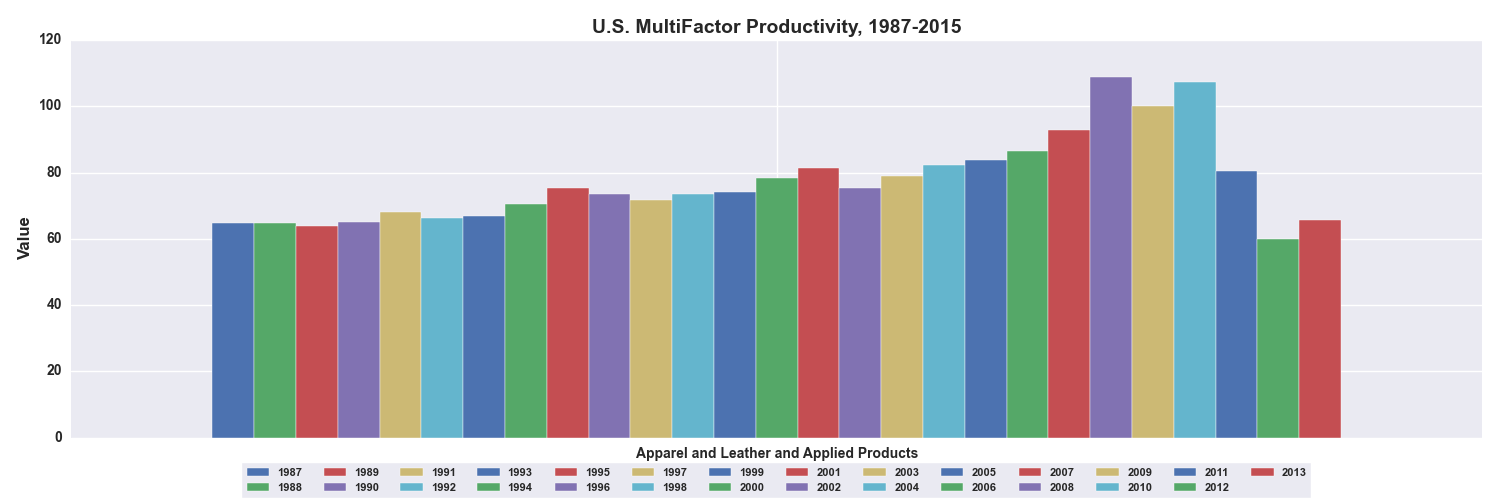 U.S. MultiFactor Productivity, 1987-2015
120
100
80
60
40
20
0
Value
Apparel and Leather and Applied Products
1987 1989 1991 1993 1995 1997 1999 2001 2003 2005 2007 2009 2011 2013
1988 1990 1992 1994 1996 1998 2000 2002 2004 2006 2008 2010 2012